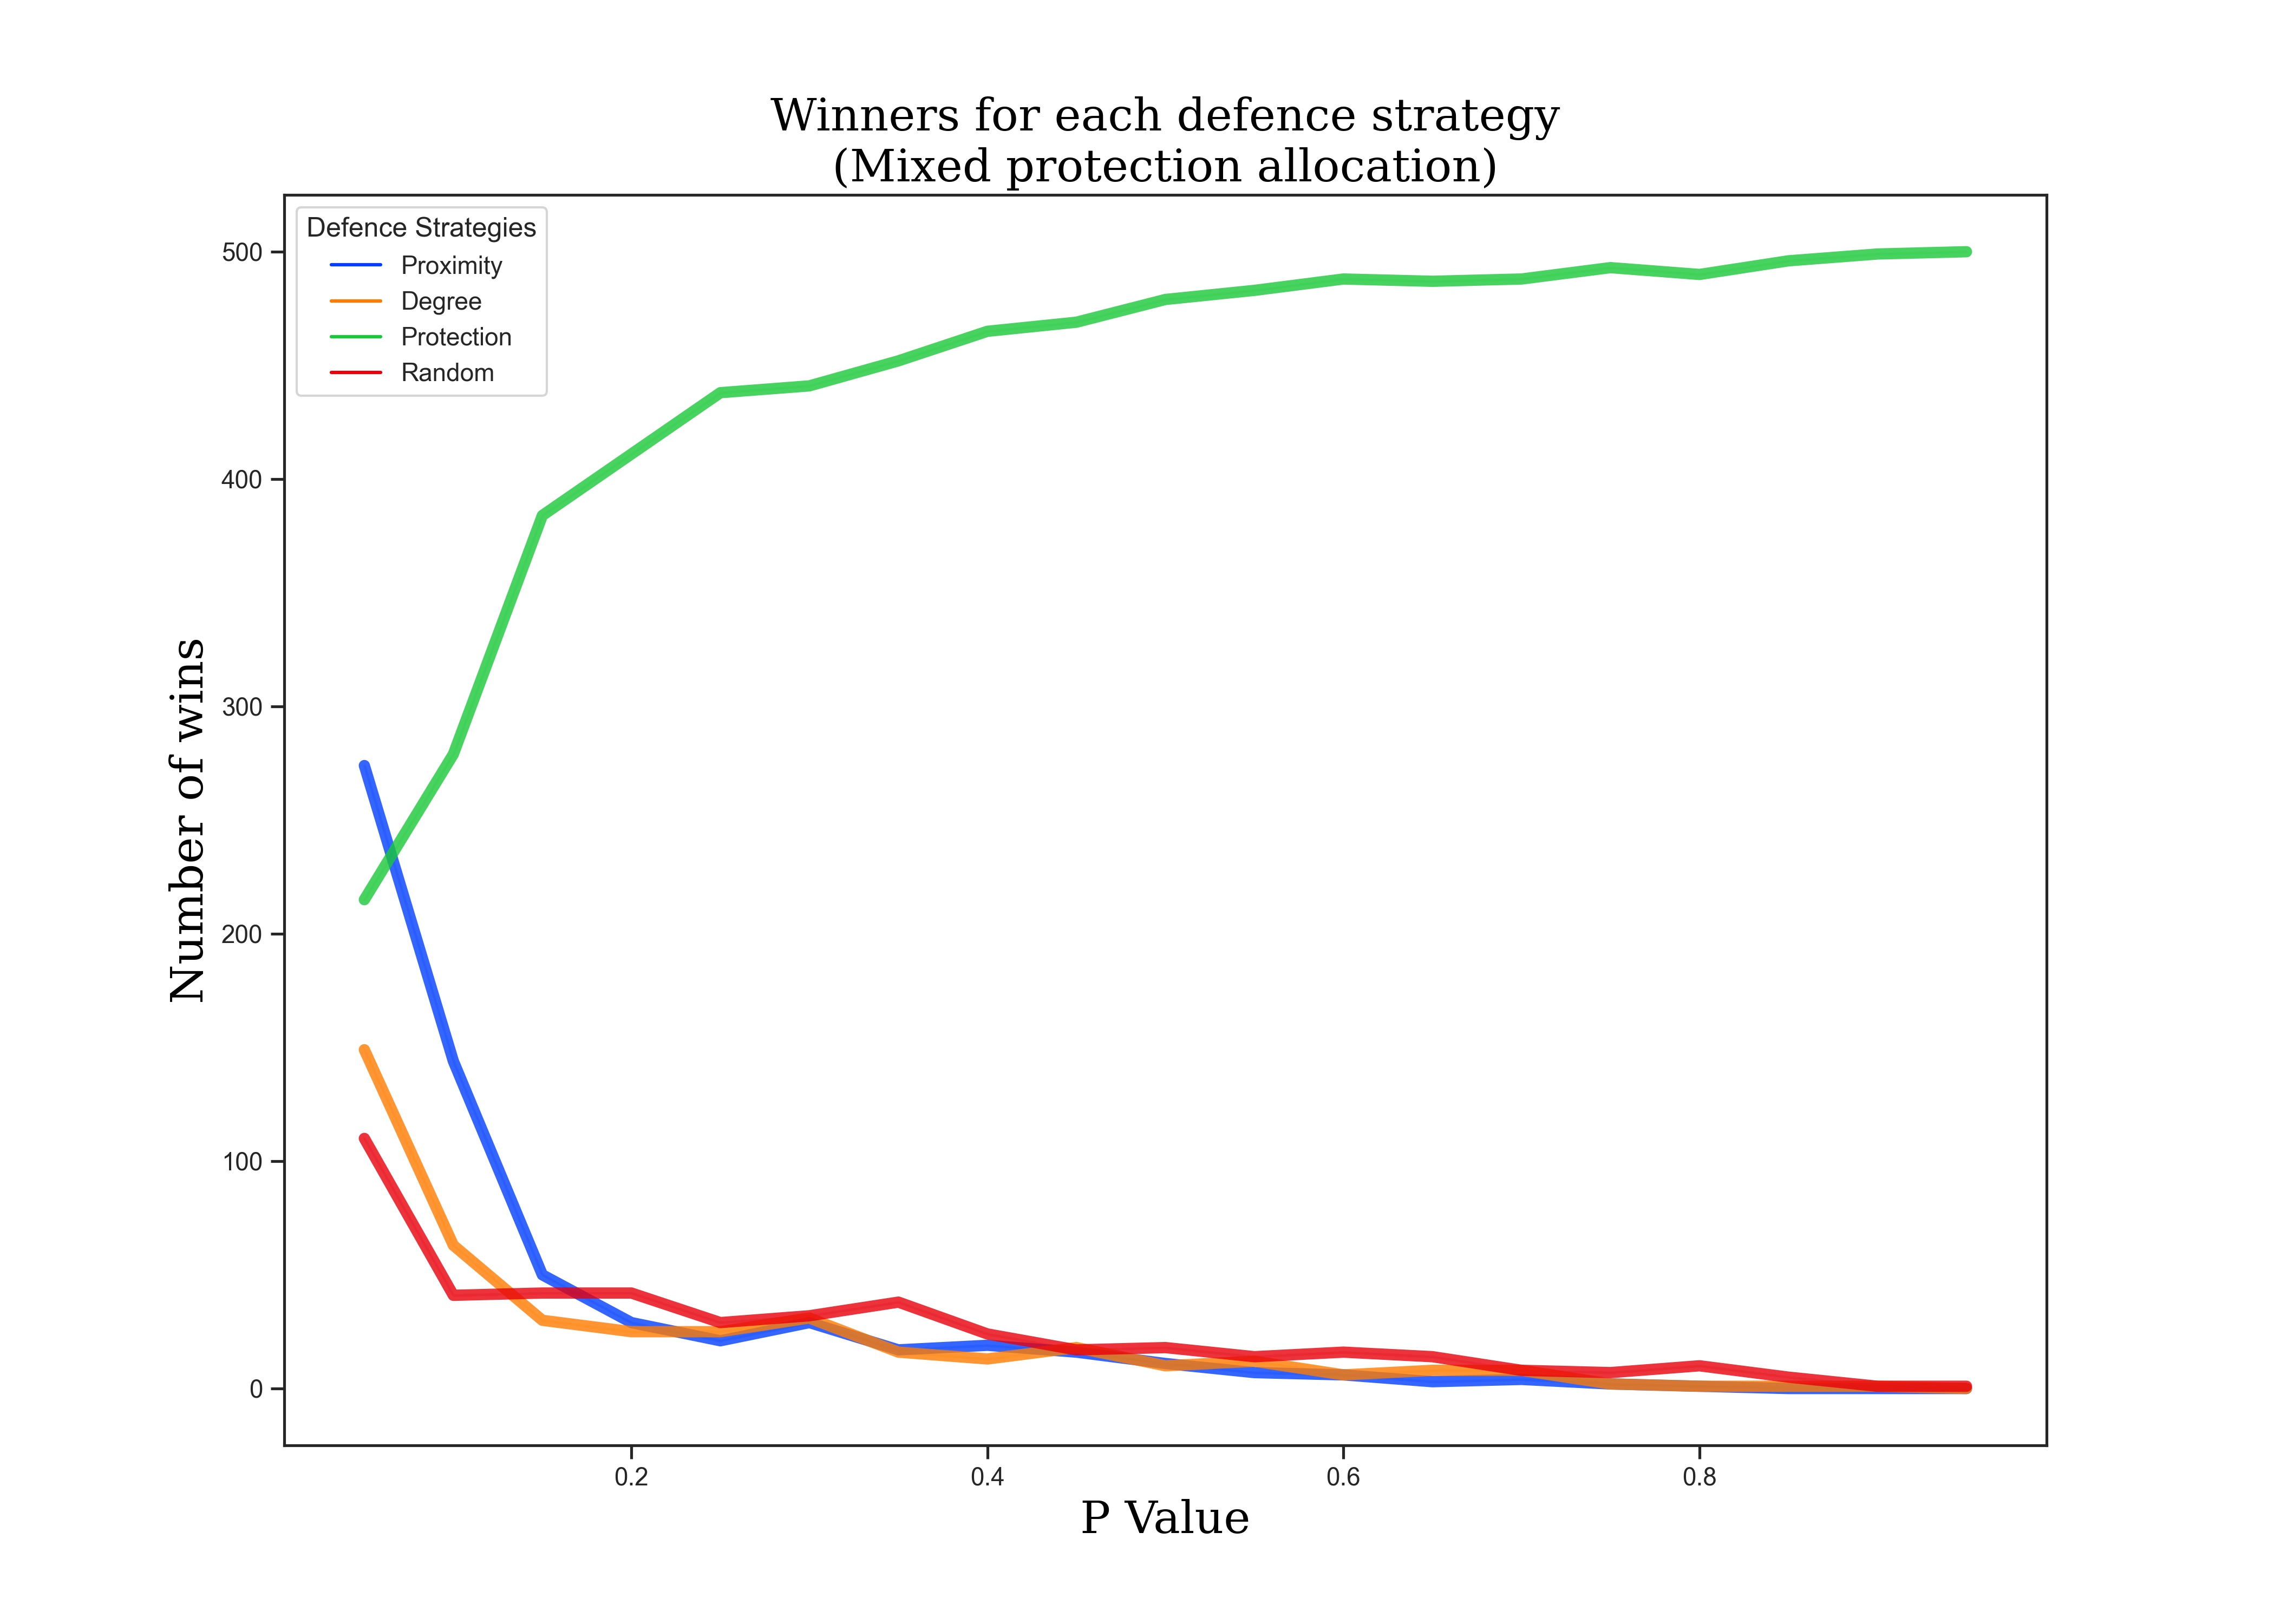 Winners for each defence strategy
(Mixed protection allocation)
Defence Strategies
Proximity
Degree
Protection
Random
500
400
300
200
100
0
Number of wins
0.2
0.4
0.6
0.8
P Value